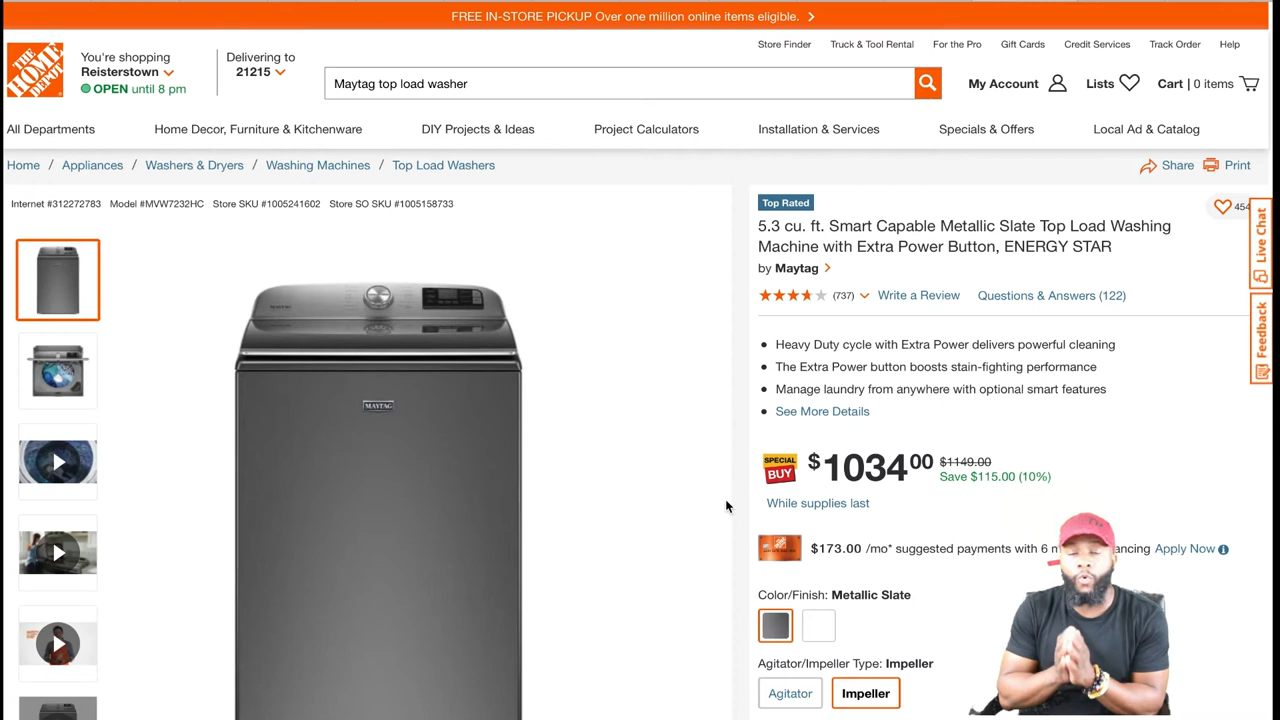 FREE IN-STORE PICKUP Over one million online items eligible.
Store Finder Truck & Tool Rental For the Pro Gift Cards Credit Services Track Order Help
THE HOME DEPOT
You're shopping
Reisterstown
OPEN until 8 pm
Delivering to
21215
Maytag top load washer
My Account Lists Cart | 0 items
All Departments Home Decor, Furniture & Kitchenware DIY Projects & Ideas Project Calculators Installation & Services Specials & Offers Local Ad & Catalog
Home / Appliances / Washers & Dryers / Washing Machines / Top Load Washers
Share Print
Internet #312272783 Model #MVW7232HC Store SKU #1005241602 Store SO SKU #1005158733
MAYTAG
Top Rated
454
5.3 cu. ft. Smart Capable Metallic Slate Top Load Washing
Machine with Extra Power Button, ENERGY STAR
by Maytag
(737) Write a Review Questions & Answers (122)
Heavy Duty cycle with Extra Power delivers powerful cleaning
The Extra Power button boosts stain-fighting performance
Manage laundry from anywhere with optional smart features
See More Details
SPECIAL
BUY
$1034 00 $1149.00
Save $115.00 (10%)
While supplies last
$173.00 /mo* suggested payments with 6 Apply Now
Color/Finish: Metallic Slate
Agitator/Impeller Type: Impeller
Agitator Impeller
Live Chat
Feedback